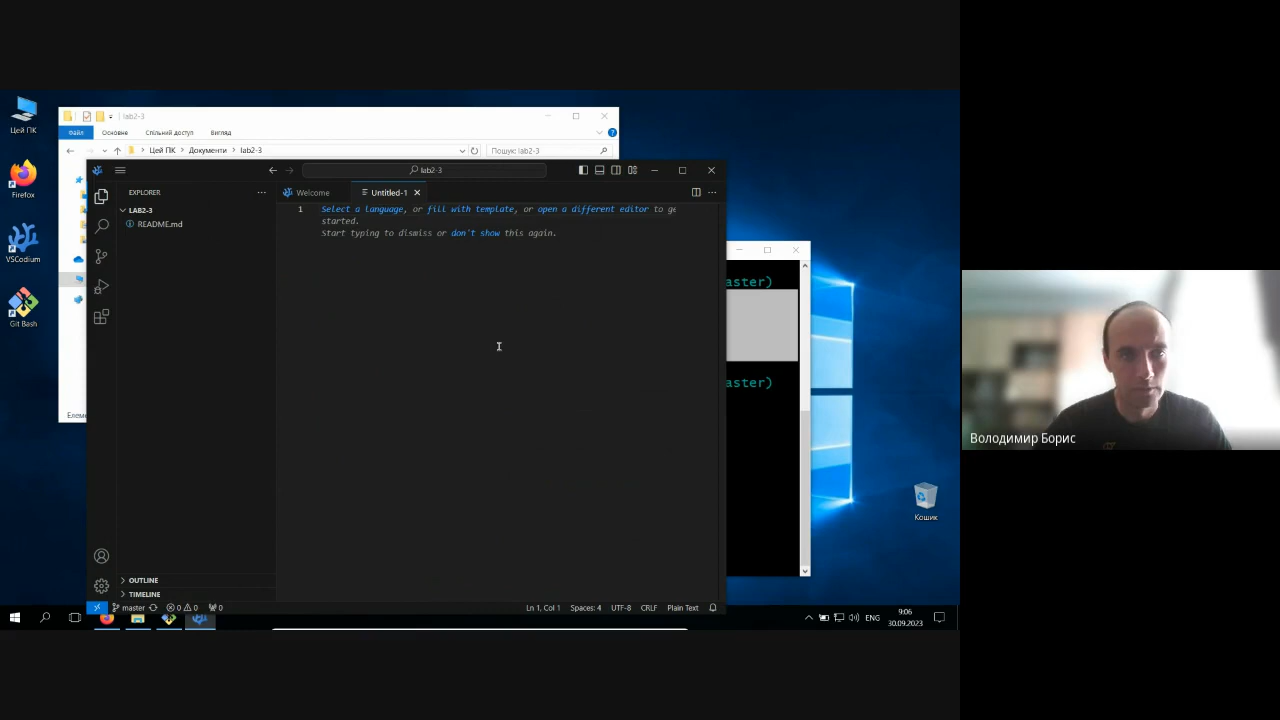 Цей ПК
Firefox
VSCodium
Git Bash
lab2-3
Файл
Основне
Спільний доступ
Вигляд
Цей ПК > Документи > lab2-3
Пошук: lab2-3
lab2-3
EXPLORER
LAB2-3
README.md
OUTLINE
TIMELINE
Welcome
Untitled-1
1
Select a language, or fill with template, or open a different editor to ge
started.
Start typing to dismiss or don't show this again.
master
0
0
0
Ln 1, Col 1
Spaces: 4
UTF-8
CRLF
Plain Text
aster)
aster)
Кошик
ENG
9:06
30.09.2023
Володимир Борис